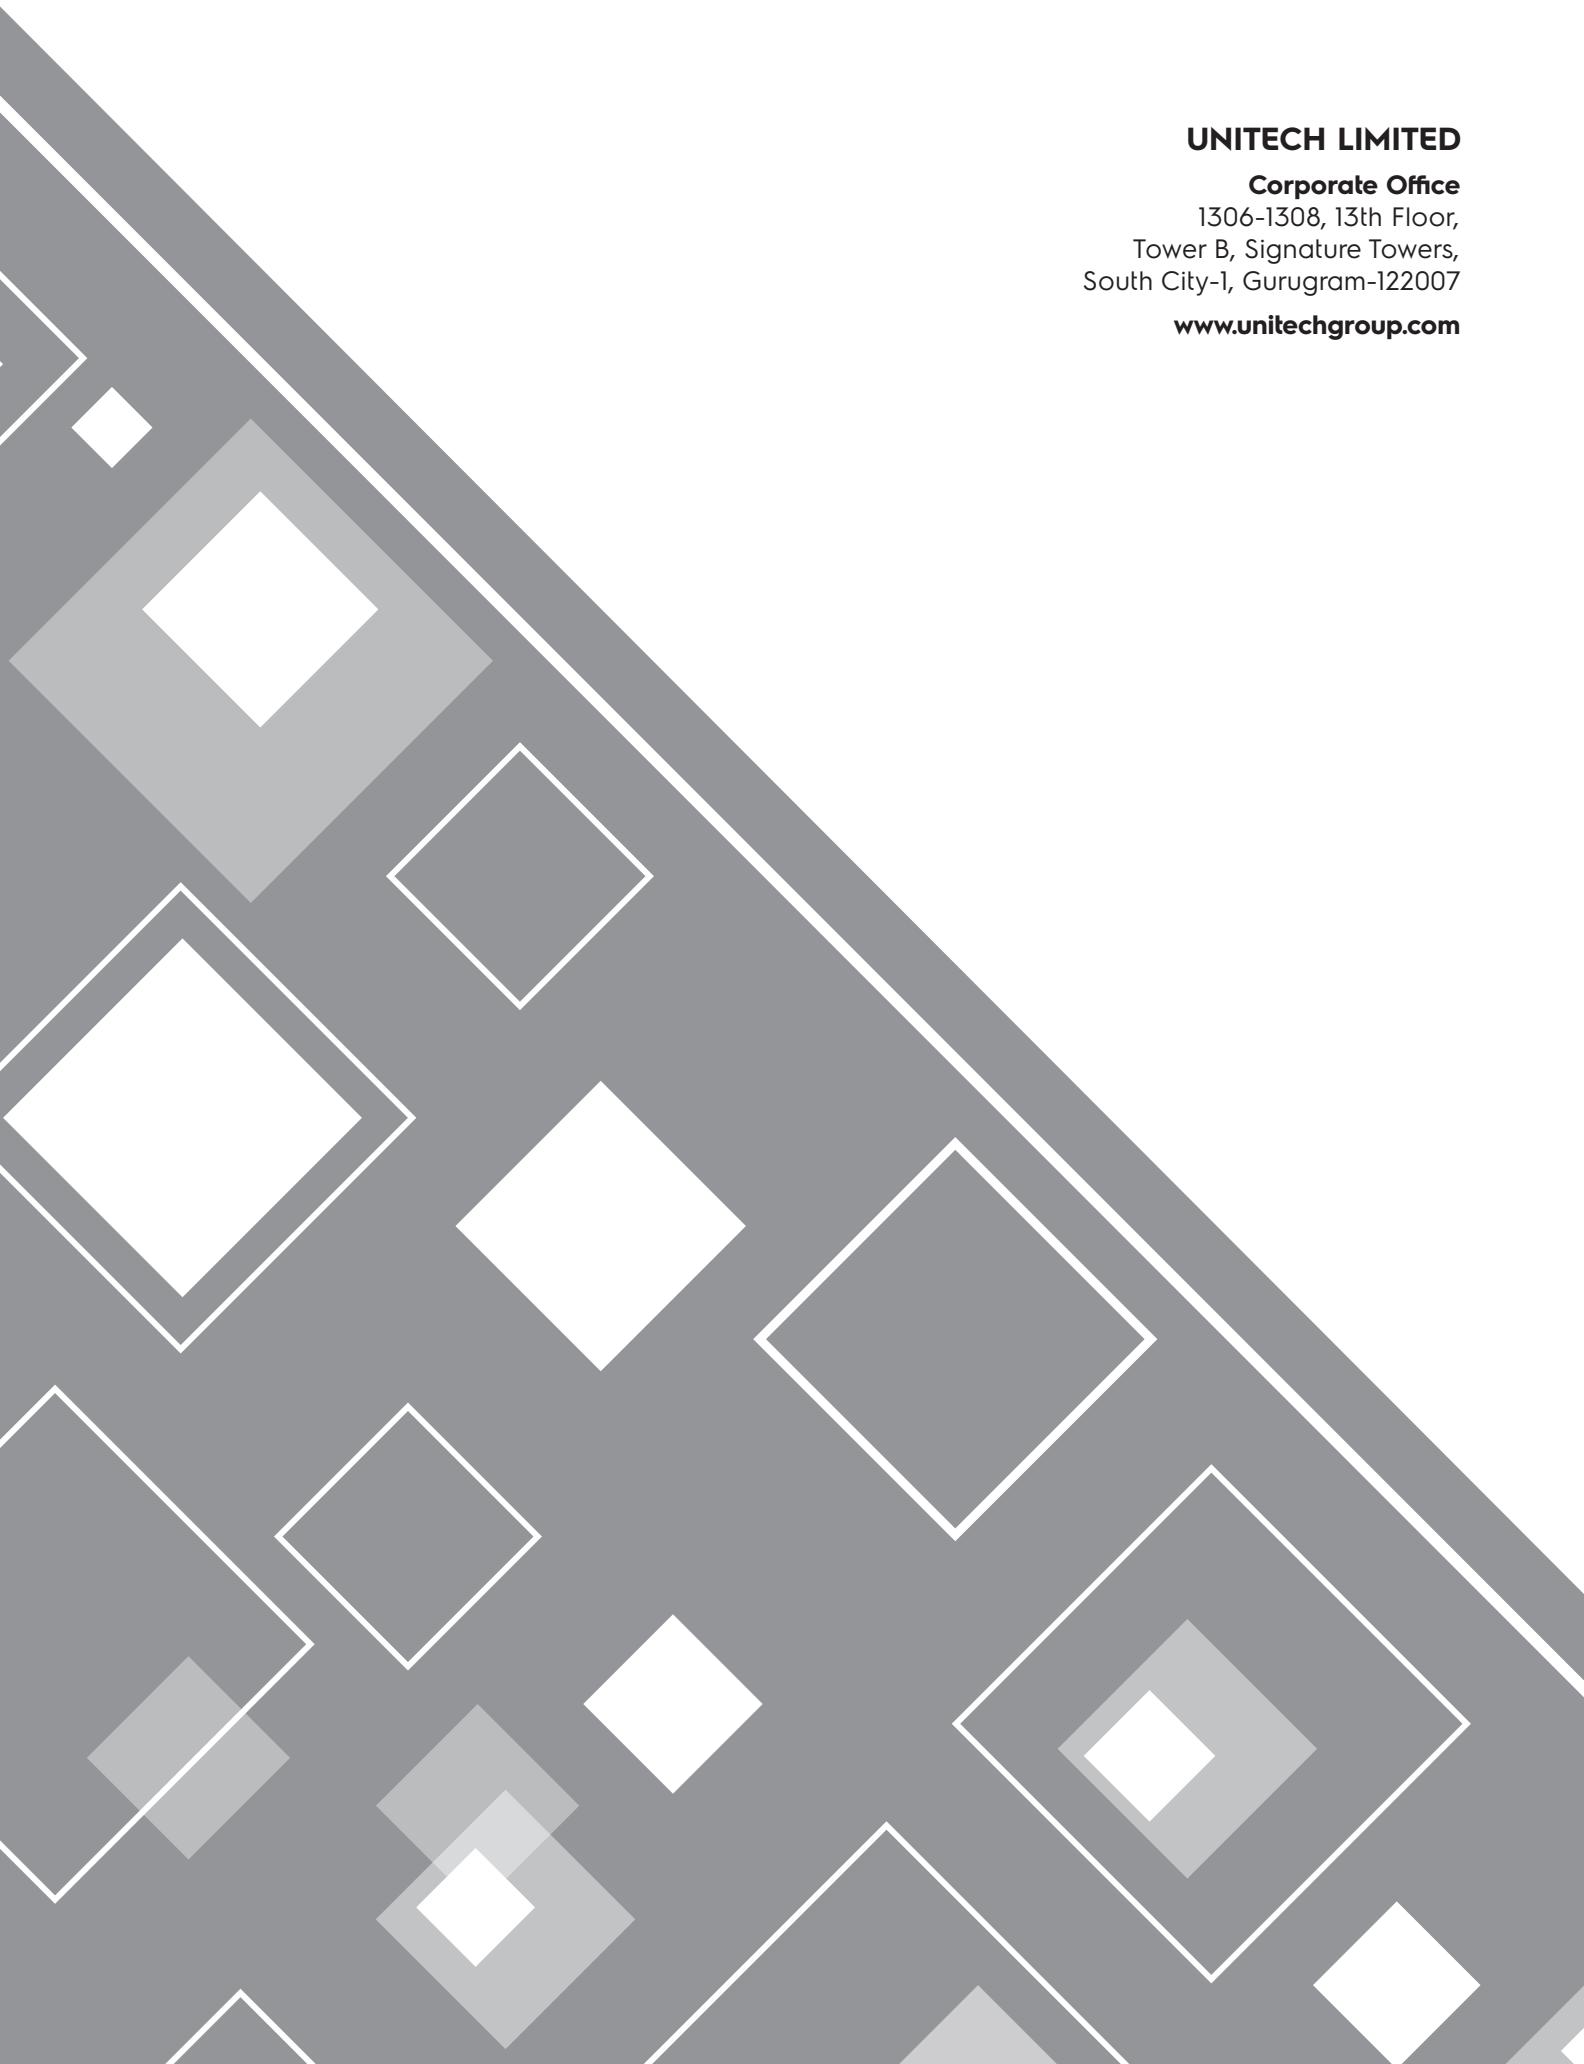 UNITECH LIMITED
Corporate Office
1306-1308, 13th Floor,
Tower B, Signature Towers,
South City-1, Gurugram-122007
www.unitechgroup.com